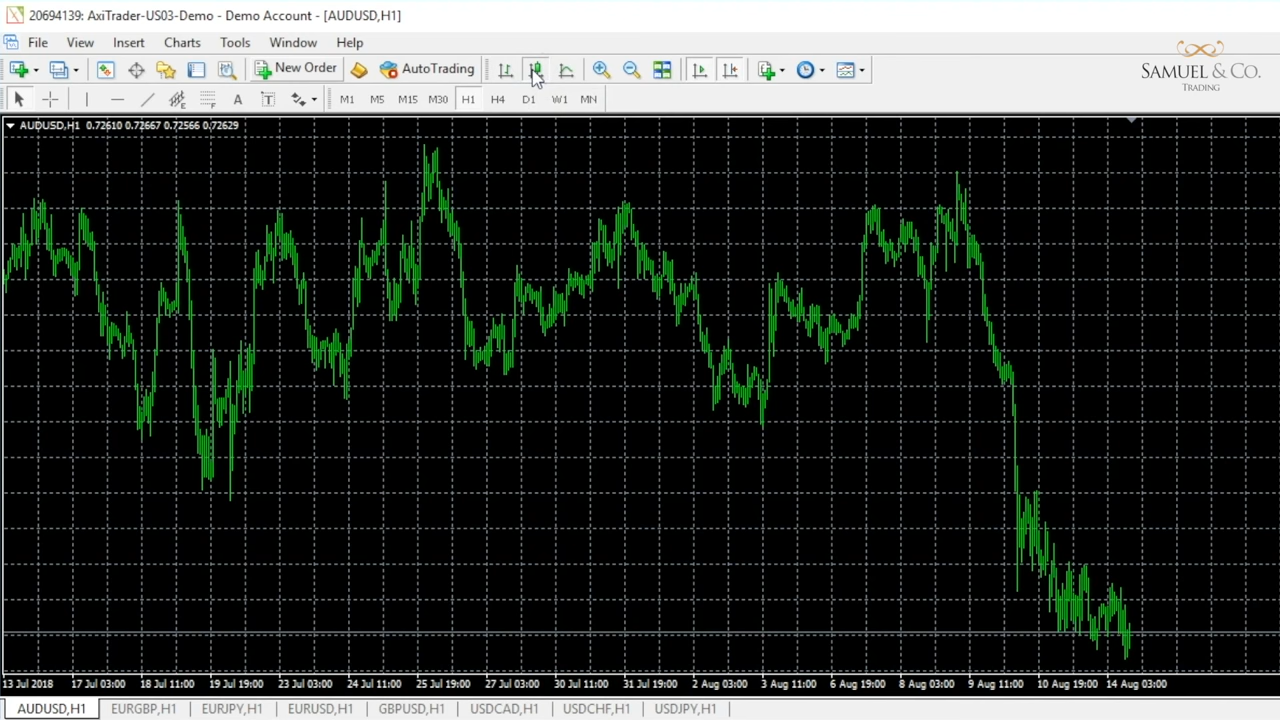 20694139: AxiTrader-US03-Demo - Demo Account - [AUDUSD,H1]
File View Insert Charts Tools Window Help
New Order AutoTrading
SAMUEL & CO.
TRADING
A T M1 M5 M15 M30 H1 H4 D1 W1 MN
AUDUSD,H1 0.72610 0.72667 0.72566 0.72629
13 Jul 2018 17 Jul 03:00 18 Jul 11:00 19 Jul 19:00 23 Jul 03:00 24 Jul 11:00 25 Jul 19:00 27 Jul 03:00 30 Jul 11:00 31 Jul 19:00 2 Aug 03:00 3 Aug 11:00 6 Aug 19:00 8 Aug 03:00 9 Aug 11:00 10 Aug 19:00 14 Aug 03:00
AUDUSD,H1 EURGBP,H1 EURJPY,H1 EURUSD,H1 GBPUSD,H1 USDCAD,H1 USDCHF,H1 USDJPY,H1